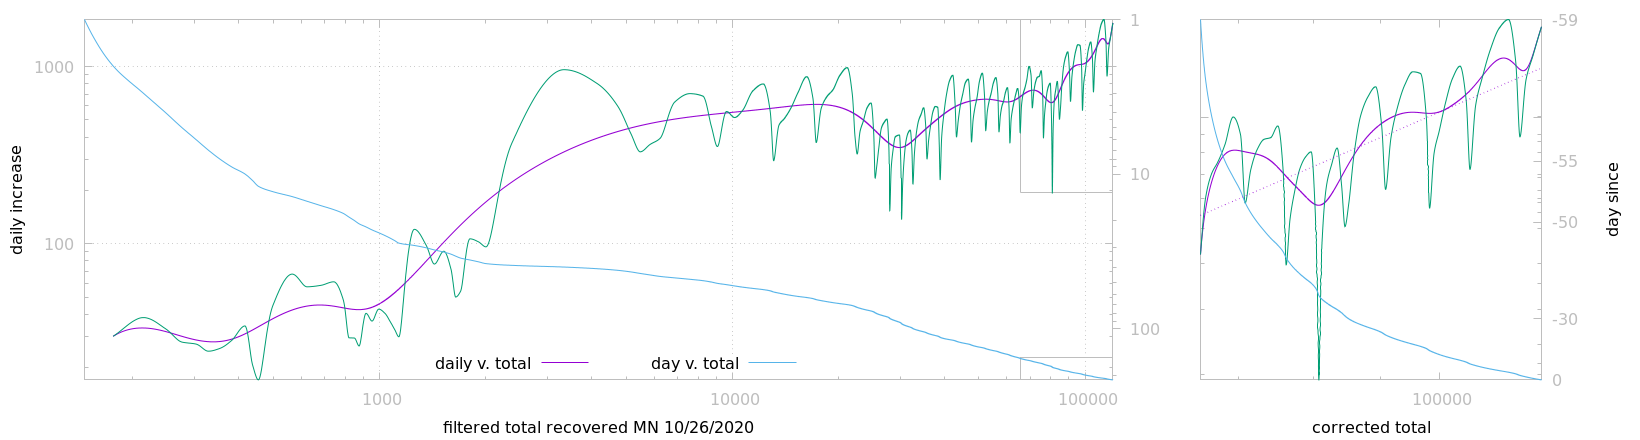 1000
100
daily increase
1
10
100
daily v. total
day v. total
1000
10000
100000
filtered total recovered MN 10/26/2020
-59
-55
-50
-30
0
day since
100000
corrected total